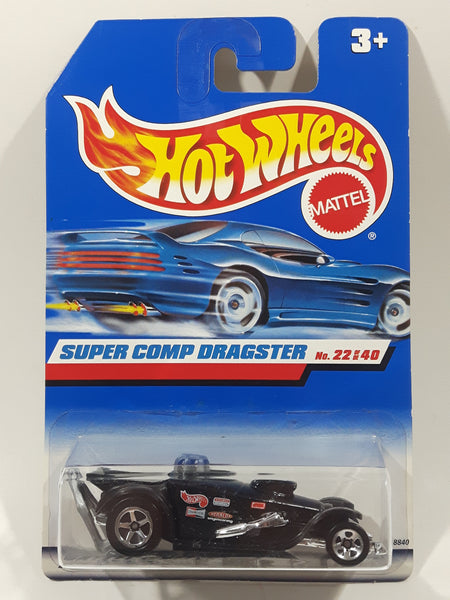 3+
HOT WHEELS
MATTEL
®
SUPER COMP DRAGSTER No. 22 OF 40
8840